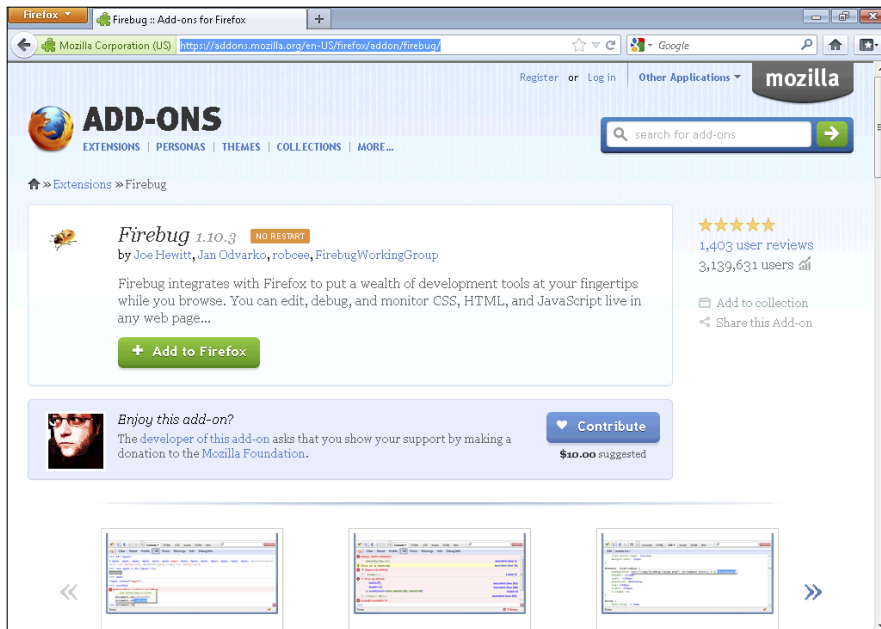 Firefox
Firebug :: Add-ons for Firefox
+
Mozilla Corporation (US)
https://addons.mozilla.org/en-US/firefox/addon/firebug/
Google
Register or Log in
Other Applications
mozilla
ADD-ONS
EXTENSIONS | PERSONAS | THEMES | COLLECTIONS | MORE...
search for add-ons
» Extensions » Firebug
Firebug 1.10.3 NO RESTART
by Joe Hewitt, Jan Odvarko, robcee, FirebugWorkingGroup
Firebug integrates with Firefox to put a wealth of development tools at your fingertips
while you browse. You can edit, debug, and monitor CSS, HTML, and JavaScript live in
any web page...
+ Add to Firefox
1,403 user reviews
3,139,631 users
Add to collection
Share this Add-on
Enjoy this add-on?
The developer of this add-on asks that you show your support by making a
donation to the Mozilla Foundation.
Contribute
$10.00 suggested
«
»